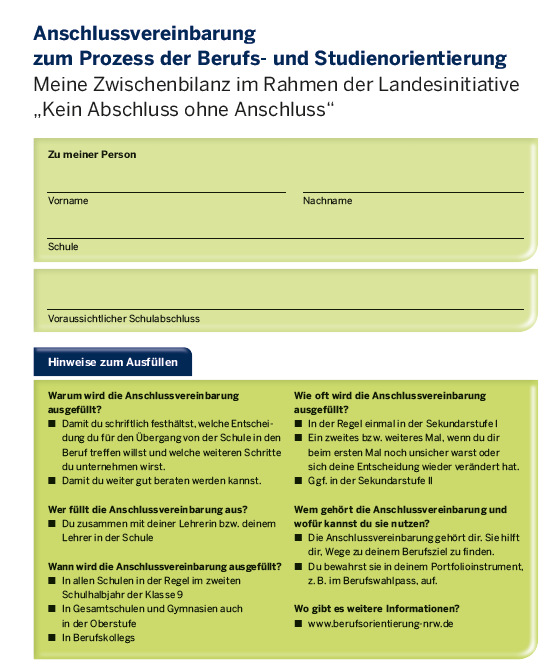 Anschlussvereinbarung
zum Prozess der Berufs- und Studienorientierung
Meine Zwischenbilanz im Rahmen der Landesinitiative
„Kein Abschluss ohne Anschluss“
Zu meiner Person
Vorname Nachname
Schule
Voraussichtlicher Schulabschluss
Hinweise zum Ausfüllen
Warum wird die Anschlussvereinbarung
ausgefüllt?
■ Damit du schriftlich festhältst, welche Entschei-
dung du für den Übergang von der Schule in den
Beruf treffen willst und welche weiteren Schritte
du unternehmen wirst.
■ Damit du weiter gut beraten werden kannst.
Wer füllt die Anschlussvereinbarung aus?
■ Du zusammen mit deiner Lehrerin bzw. deinem
Lehrer in der Schule
Wann wird die Anschlussvereinbarung ausgefüllt?
■ In allen Schulen in der Regel im zweiten
Schulhalbjahr der Klasse 9
■ In Gesamtschulen und Gymnasien auch
in der Oberstufe
■ In Berufskollegs
Wie oft wird die Anschlussvereinbarung
ausgefüllt?
■ In der Regel einmal in der Sekundarstufe I
■ Ein zweites bzw. weiteres Mal, wenn du dir
beim ersten Mal noch unsicher warst oder
sich deine Entscheidung wieder verändert hat.
■ Ggf. in der Sekundarstufe II
Wem gehört die Anschlussvereinbarung und
wofür kannst du sie nutzen?
■ Die Anschlussvereinbarung gehört dir. Sie hilft
dir, Wege zu deinem Berufsziel zu finden.
■ Du bewahrst sie in deinem Portfolioinstrument,
z. B. im Berufswahlpass, auf.
Wo gibt es weitere Informationen?
■ www.berufsorientierung-nrw.de